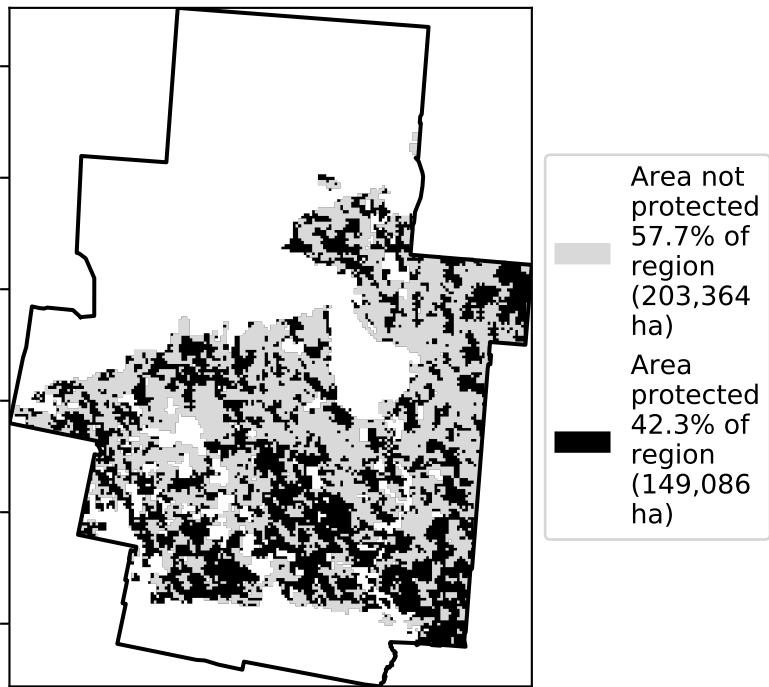 Area not
protected
57.7% of
region
(203,364
ha)
Area
protected
42.3% of
region
(149,086
ha)